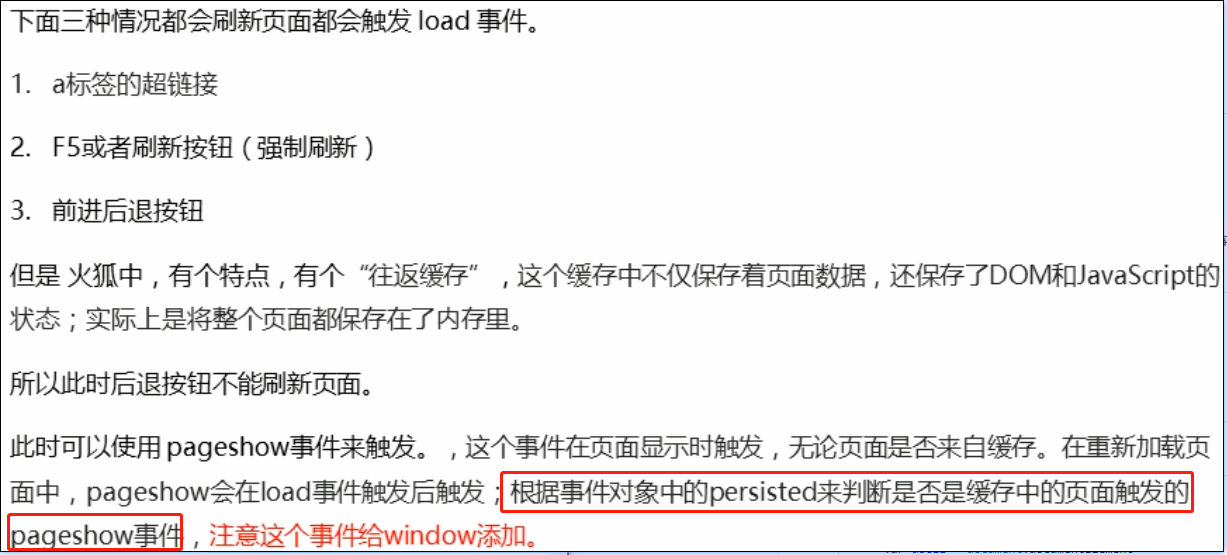 下面三种情况都会刷新页面都会触发 load 事件。
1. a标签的超链接
2. F5或者刷新按钮（强制刷新）
3. 前进后退按钮
但是 火狐中，有个特点，有个“往返缓存”，这个缓存中不仅保存着页面数据，还保存了DOM和JavaScript的
状态；实际上是将整个页面都保存在了内存里。
所以此时后退按钮不能刷新页面。
此时可以使用 pageshow事件来触发。，这个事件在页面显示时触发，无论页面是否来自缓存。在重新加载页
面中，pageshow会在load事件触发后触发；根据事件对象中的persisted来判断是否是缓存中的页面触发的
pageshow事件，注意这个事件给window添加。